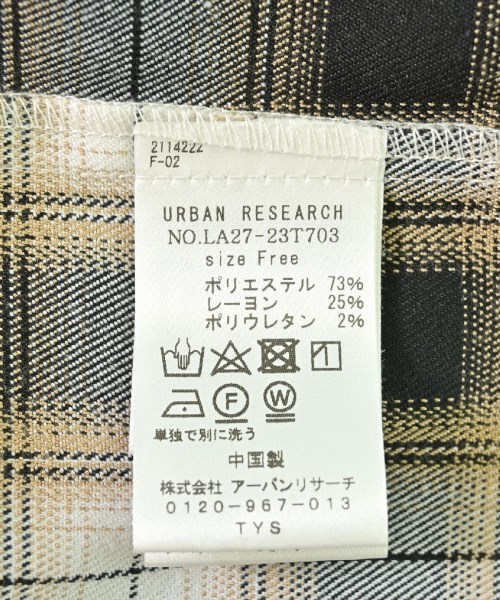 2114222
F-02
URBAN RESEARCH
NO.LA27-23T703
size Free
ポリエステル 73%
レーヨン 25%
ポリウレタン 2%
F W
単独で別に洗う
中国製
株式会社 アーバンリサーチ
0120-967-013
TYS